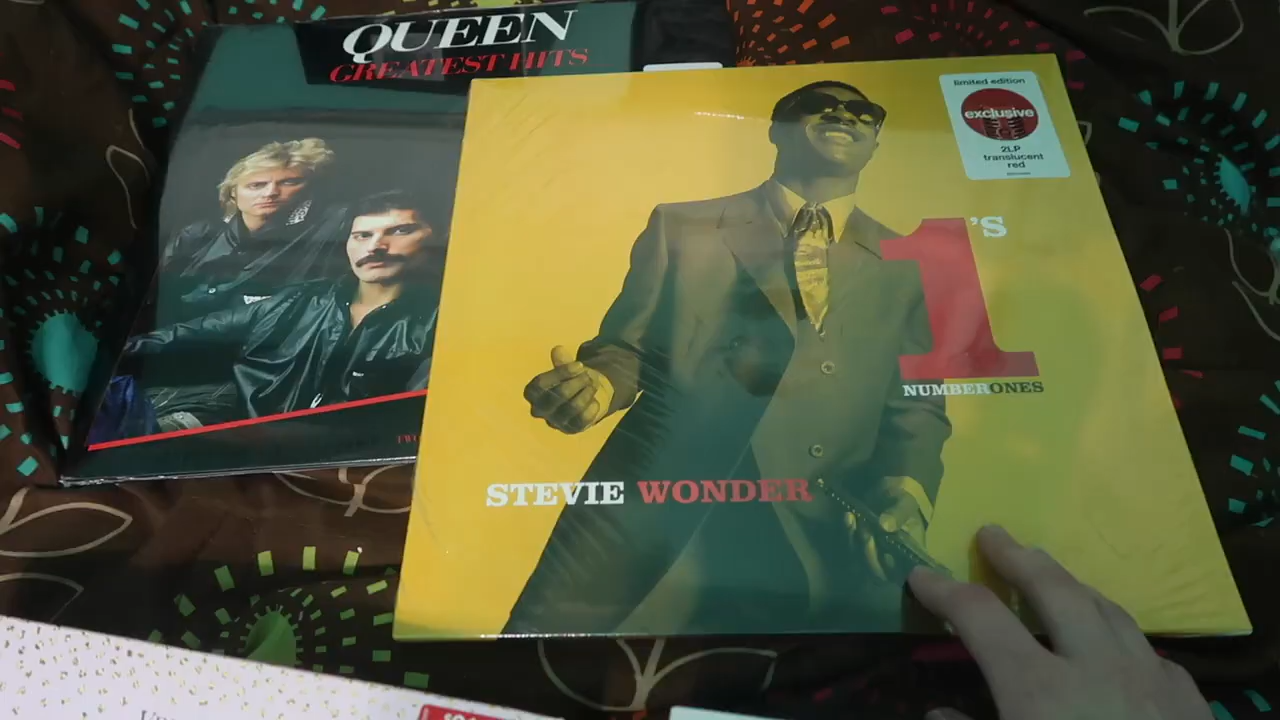 QUEEN
GREATEST HITS
limited edition
exclusive
2LP
translucent
red
1'S
NUMBERONES
STEVIE WONDER